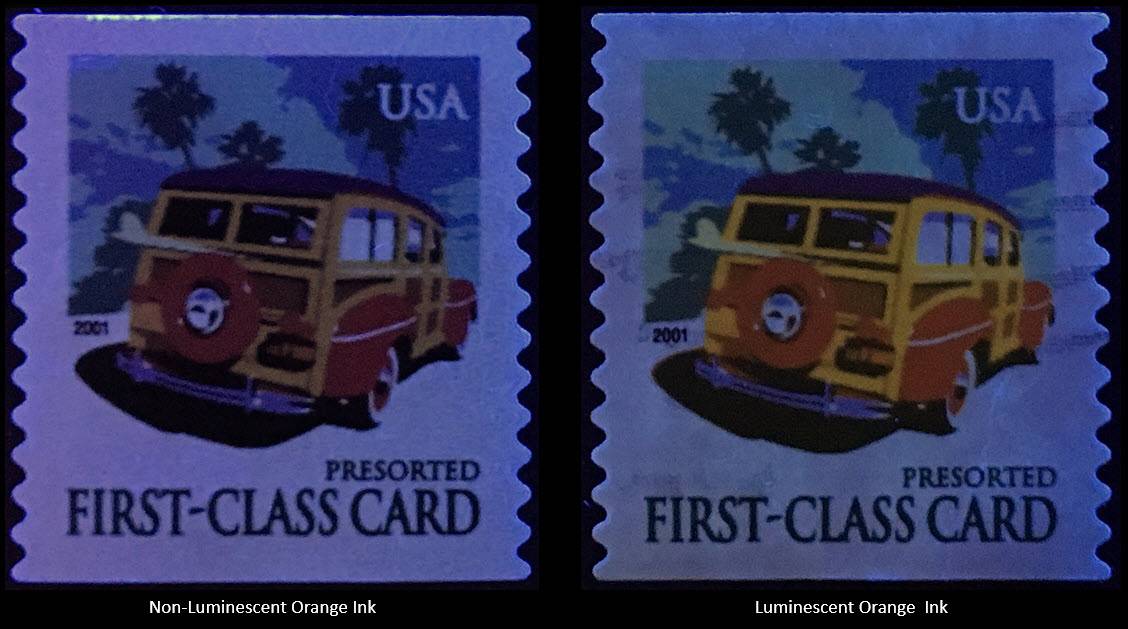 USA
2001
PRESORTED
FIRST-CLASS CARD
Non-Luminescent Orange Ink
USA
2001
PRESORTED
FIRST-CLASS CARD
Luminescent Orange Ink